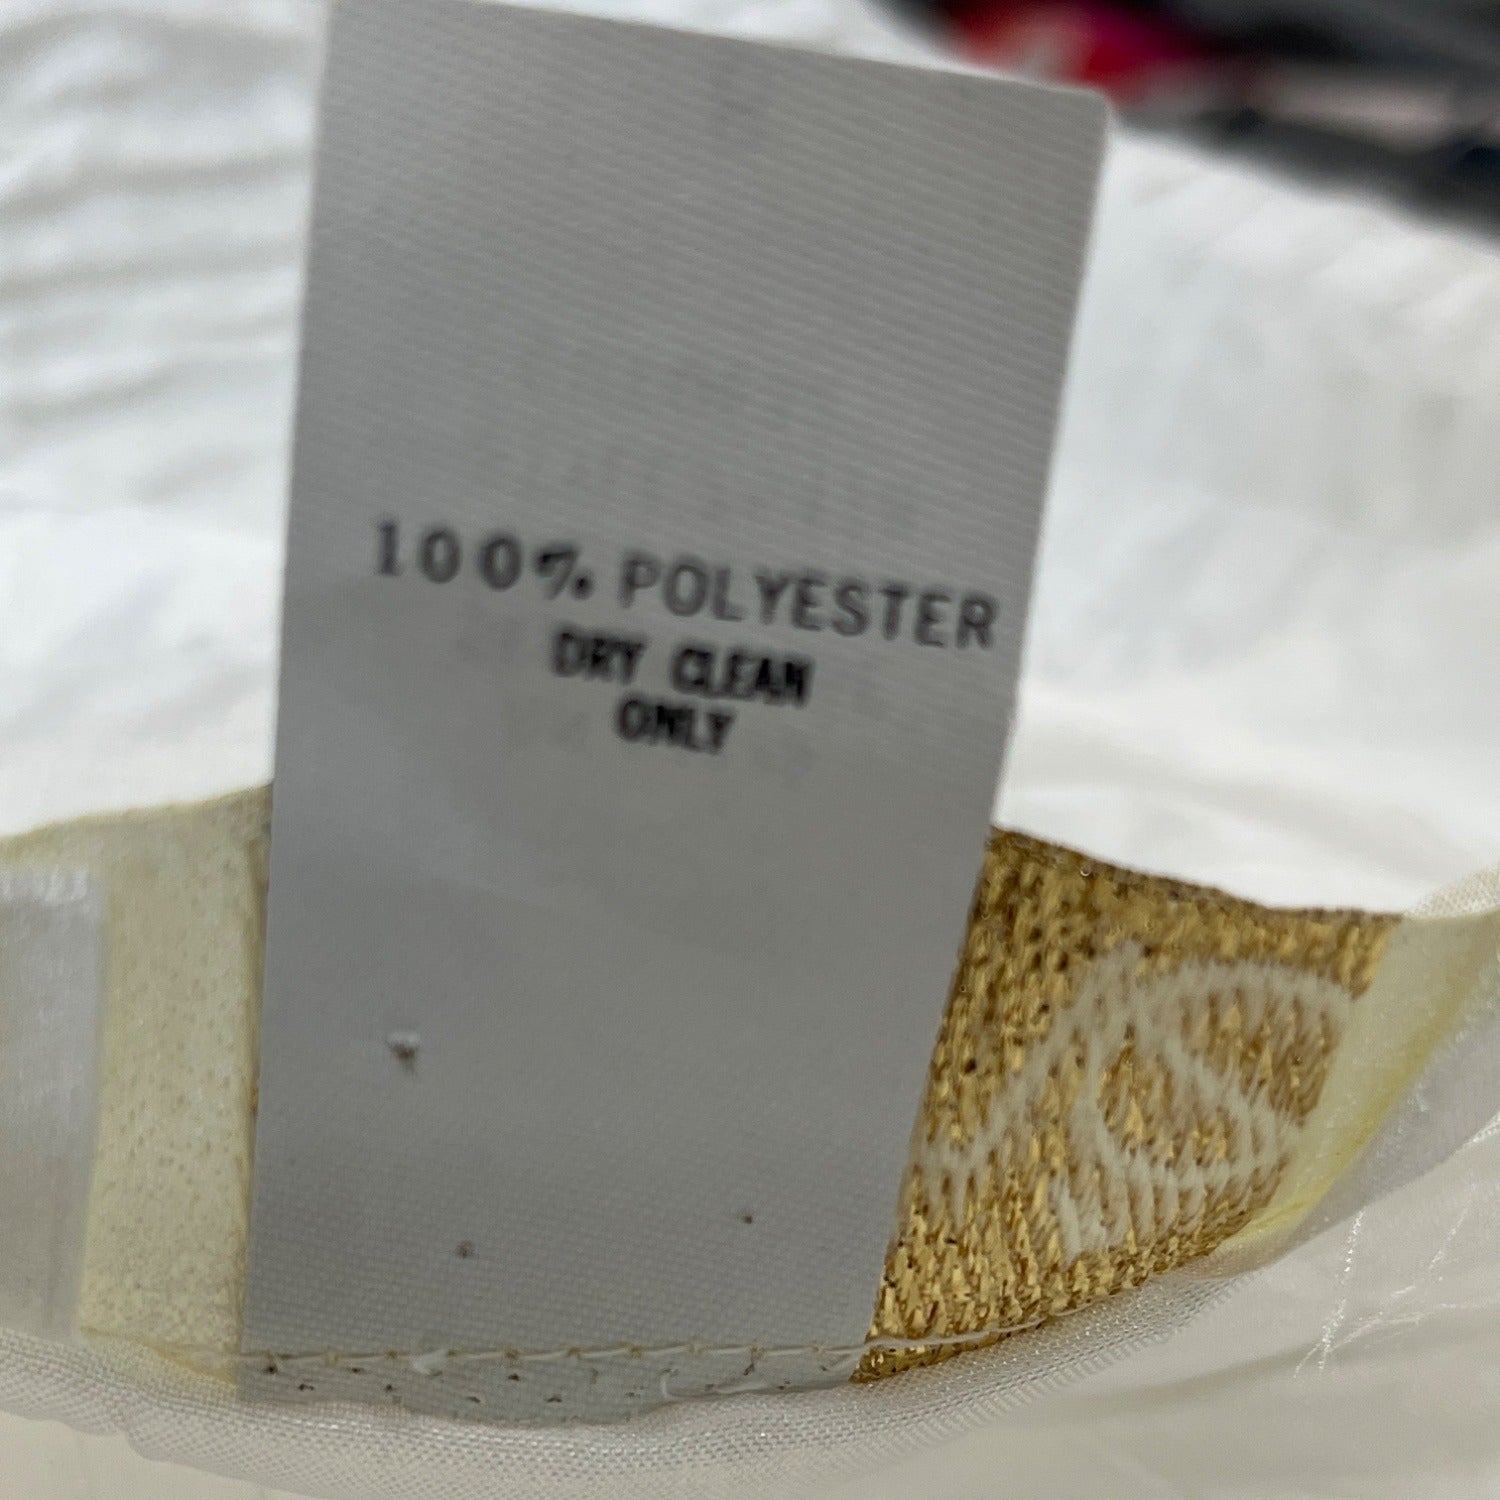 100% POLYESTER
DRY CLEAN
ONLY